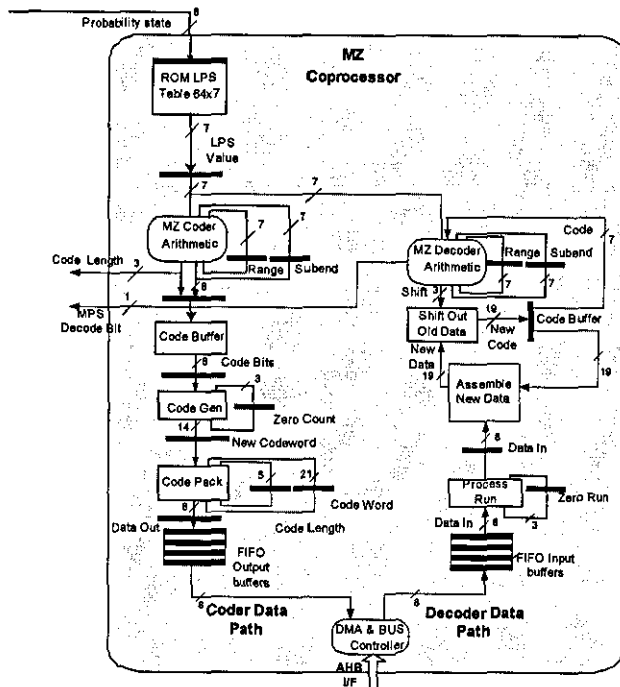 6
Probability state
MZ
Coprocessor
ROM LPS
Table 64x7
7
LPS
Value
7
7
MZ Coder
Arithmetic
7
7
Range
Subend
Code Length
3
8
1
MPS
Decode Bit
Code
7
MZ Decoder
Arithmetic
Range
Subend
7
7
Shift
3
Shift Out
Old Data
19
New
Code
Code Buffer
New
Data
19
19
Assemble
New Data
Code Buffer
8
Code Bits
3
Code Gen
Zero Count
14
New Codeword
8
Data In
5
21
Code Pack
Code Word
Code Length
Process
Run
Zero Run
3
8
Data Out
Data In
8
FIFO
Output
buffers
FIFO Input
buffers
8
8
Coder Data
Path
Decoder Data
Path
DMA & BUS
Controller
AHB
I/F